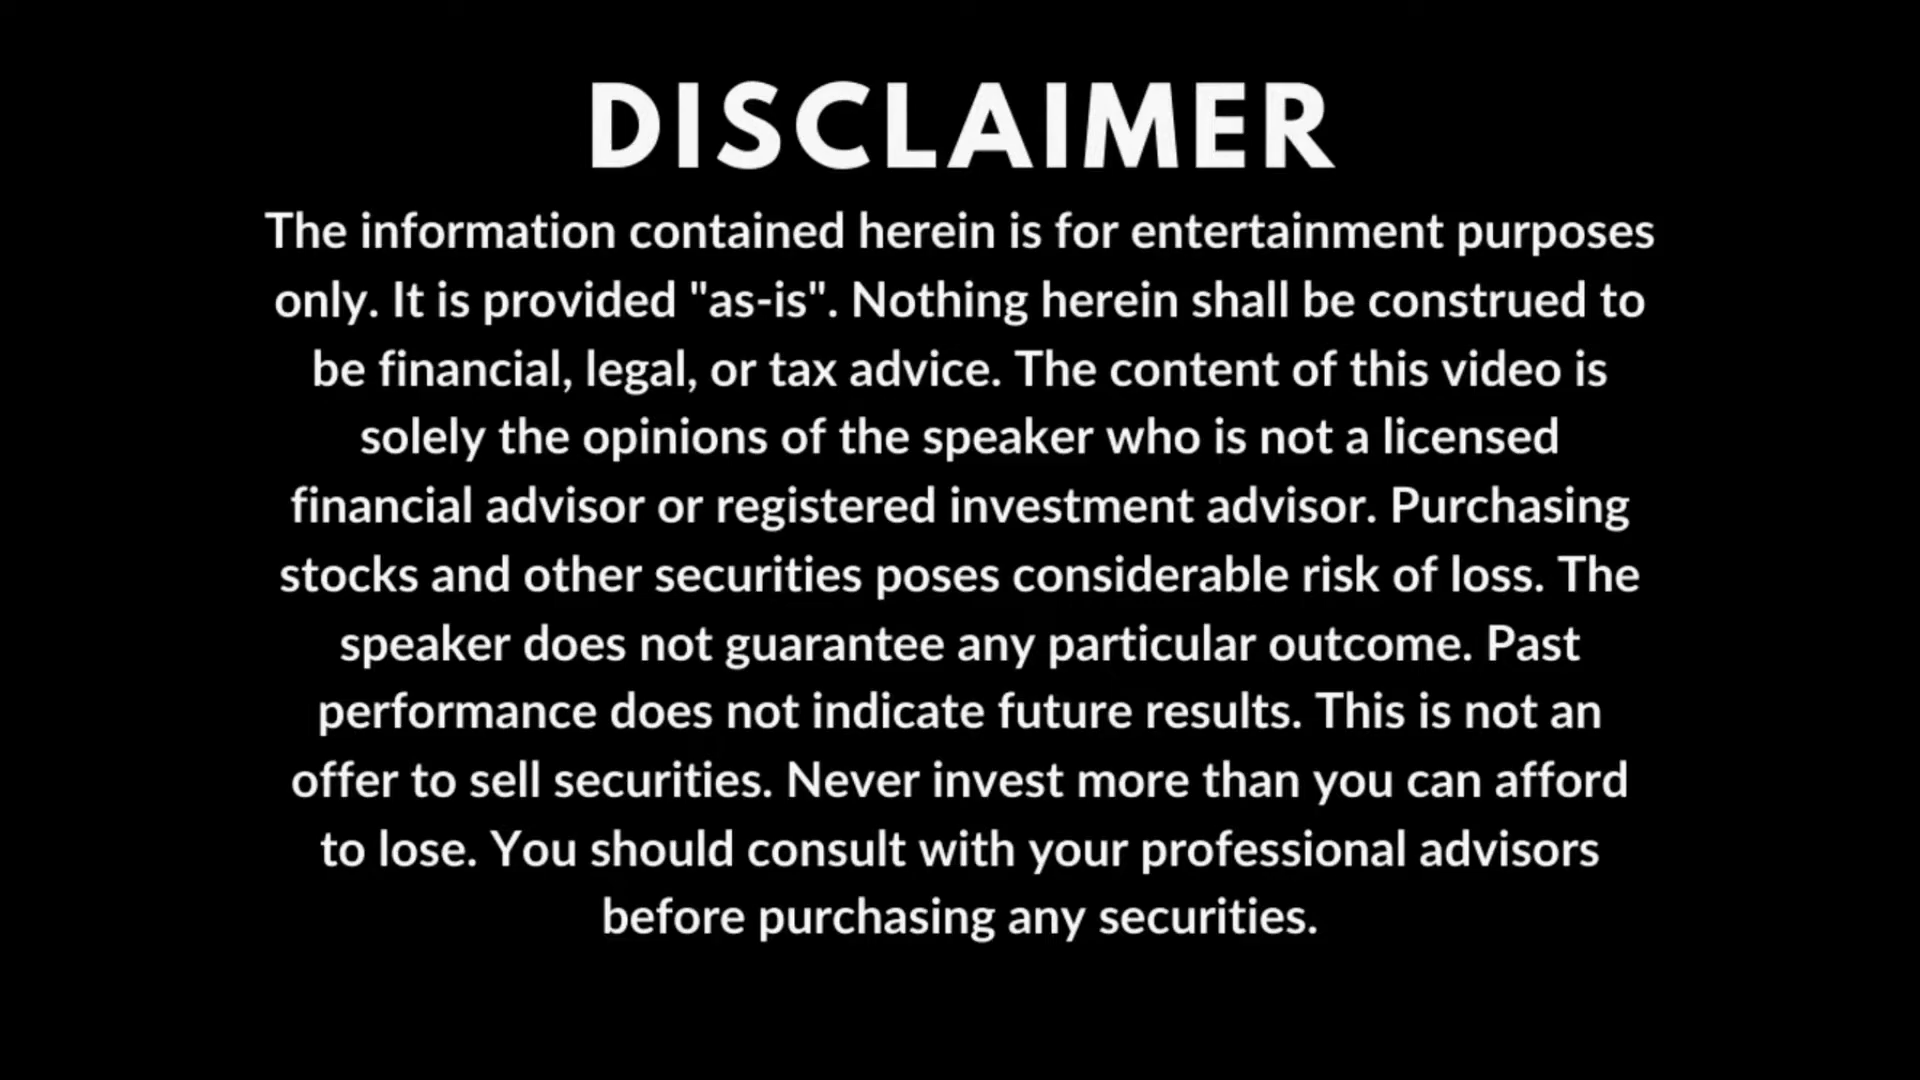 DISCLAIMER
The information contained herein is for entertainment purposes
only. It is provided "as-is". Nothing herein shall be construed to
be financial, legal, or tax advice. The content of this video is
solely the opinions of the speaker who is not a licensed
financial advisor or registered investment advisor. Purchasing
stocks and other securities poses considerable risk of loss. The
speaker does not guarantee any particular outcome. Past
performance does not indicate future results. This is not an
offer to sell securities. Never invest more than you can afford
to lose. You should consult with your professional advisors
before purchasing any securities.